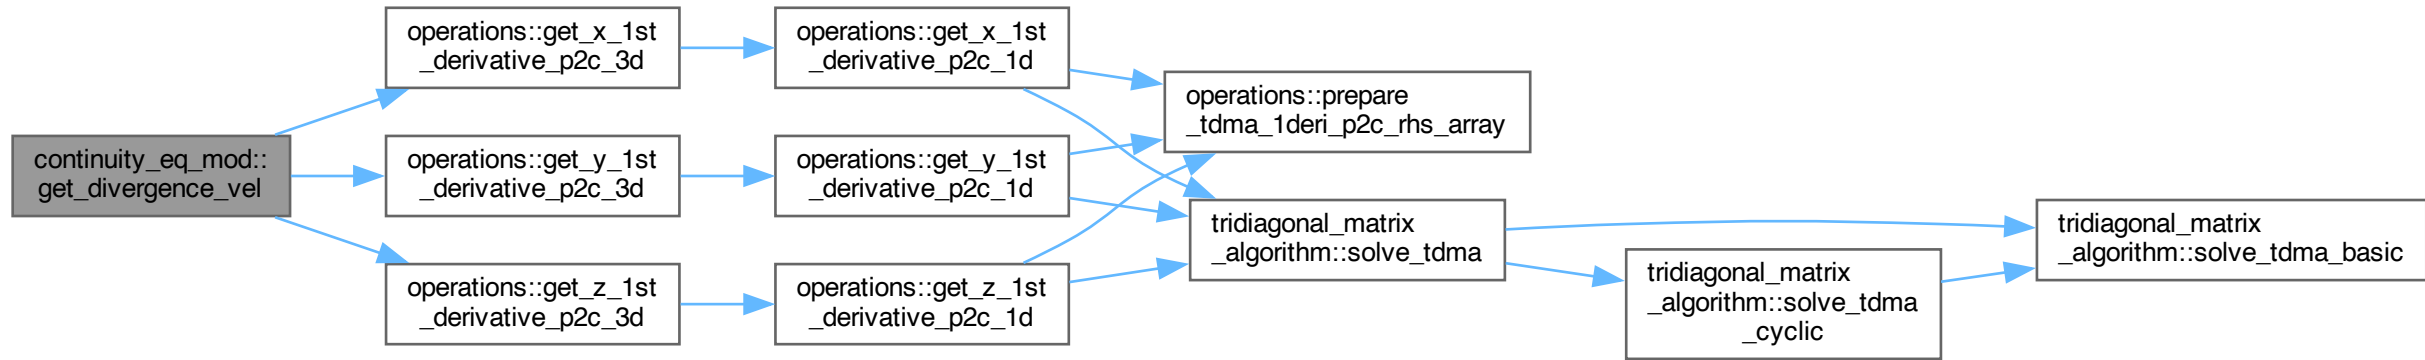 continuity_eq_mod::
get_divergence_vel
operations::get_x_1st
_derivative_p2c_3d
operations::get_y_1st
_derivative_p2c_3d
operations::get_z_1st
_derivative_p2c_3d
operations::get_x_1st
_derivative_p2c_1d
operations::get_y_1st
_derivative_p2c_1d
operations::get_z_1st
_derivative_p2c_1d
operations::prepare
_tdma_1deri_p2c_rhs_array
tridiagonal_matrix
_algorithm::solve_tdma
tridiagonal_matrix
_algorithm::solve_tdma
_cyclic
tridiagonal_matrix
_algorithm::solve_tdma_basic